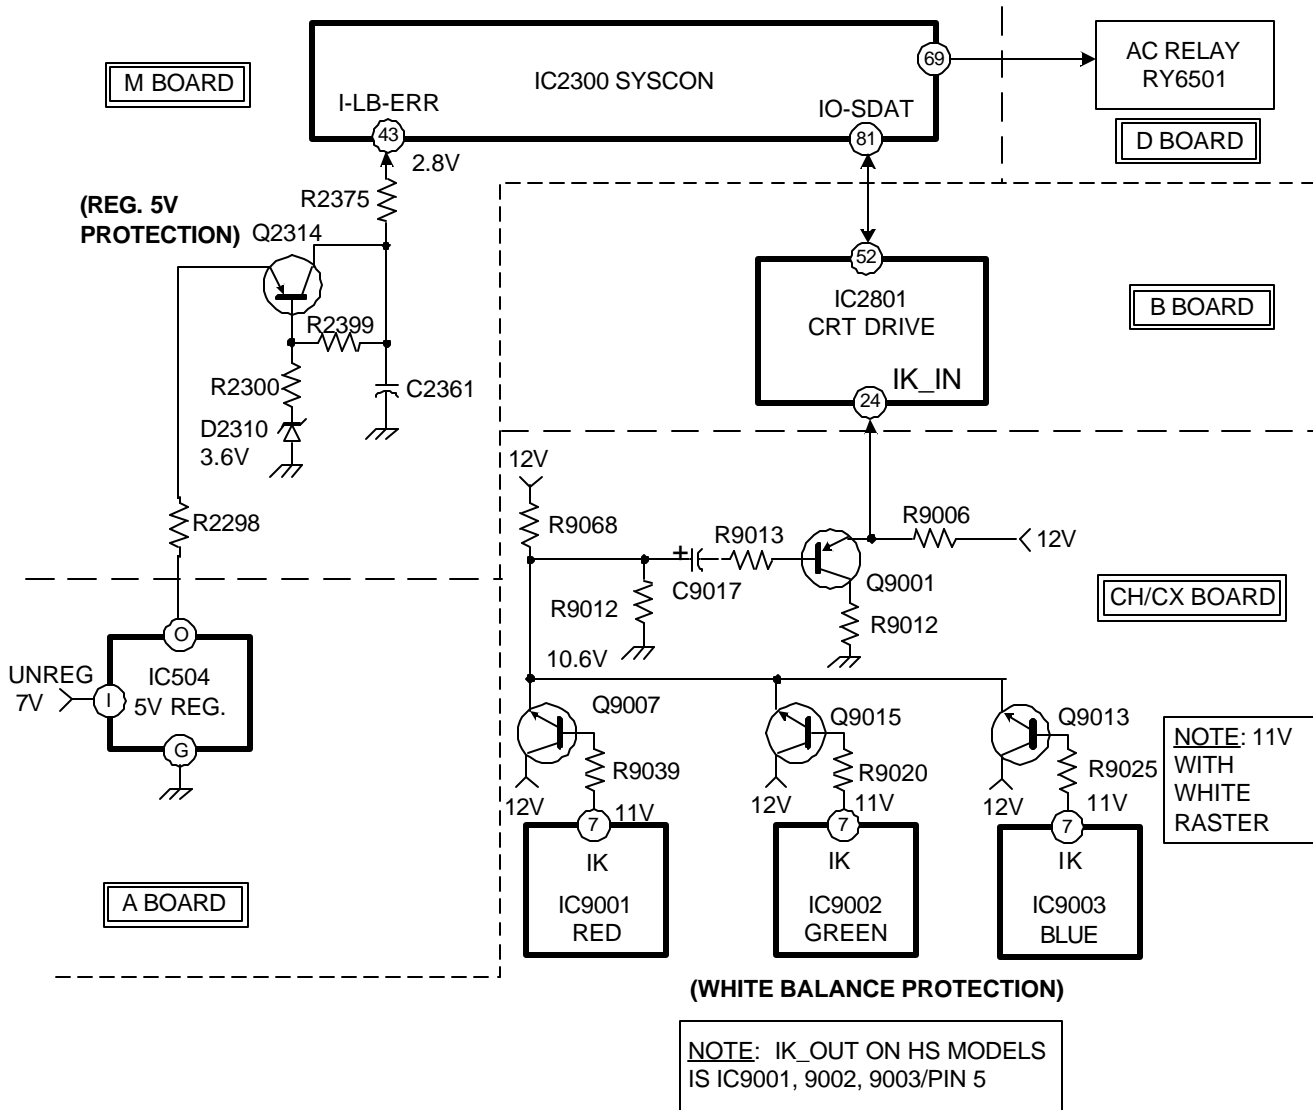 M BOARD
IC2300 SYSCON
I-LB-ERR
IO-SDAT
69
43
81
2.8V
AC RELAY
RY6501
D BOARD
(REG. 5V
PROTECTION)
R2375
Q2314
R2399
R2300
C2361
D2310
3.6V
R2298
52
IC2801
CRT DRIVE
IK_IN
24
B BOARD
UNREG
7V
O
I
G
IC504
5V REG.
A BOARD
12V
R9068
R9013
R9006
12V
C9017
Q9001
R9012
R9012
CH/CX BOARD
10.6V
Q9007
Q9015
Q9013
R9039
R9020
R9025
12V
11V
12V
11V
12V
11V
7
7
7
IK
IC9001
RED
IK
IC9002
GREEN
IK
IC9003
BLUE
NOTE: 11V
WITH
WHITE
RASTER
(WHITE BALANCE PROTECTION)
NOTE: IK_OUT ON HS MODELS
IS IC9001, 9002, 9003/PIN 5